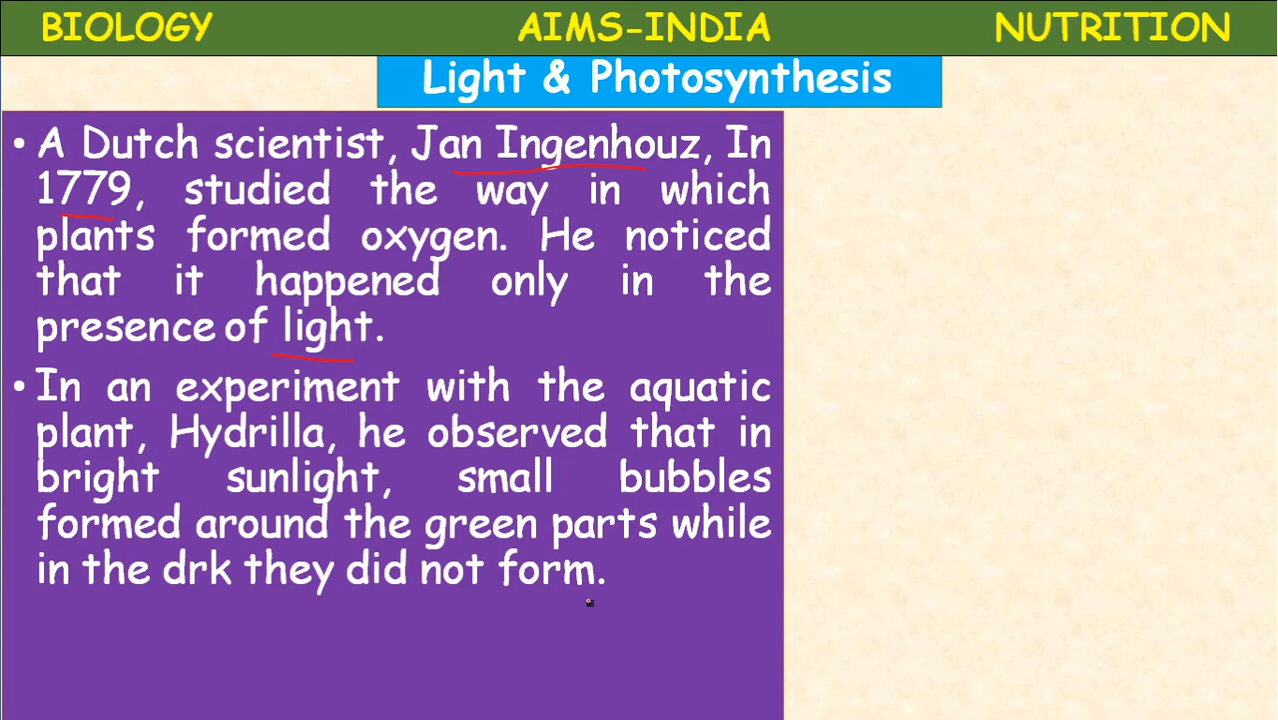 BIOLOGY AIMS-INDIA NUTRITION
Light & Photosynthesis
• A Dutch scientist, Jan Ingenhouz, In
1779, studied the way in which
plants formed oxygen. He noticed
that it happened only in the
presence of light.
• In an experiment with the aquatic
plant, Hydrilla, he observed that in
bright sunlight, small bubbles
formed around the green parts while
in the drk they did not form.